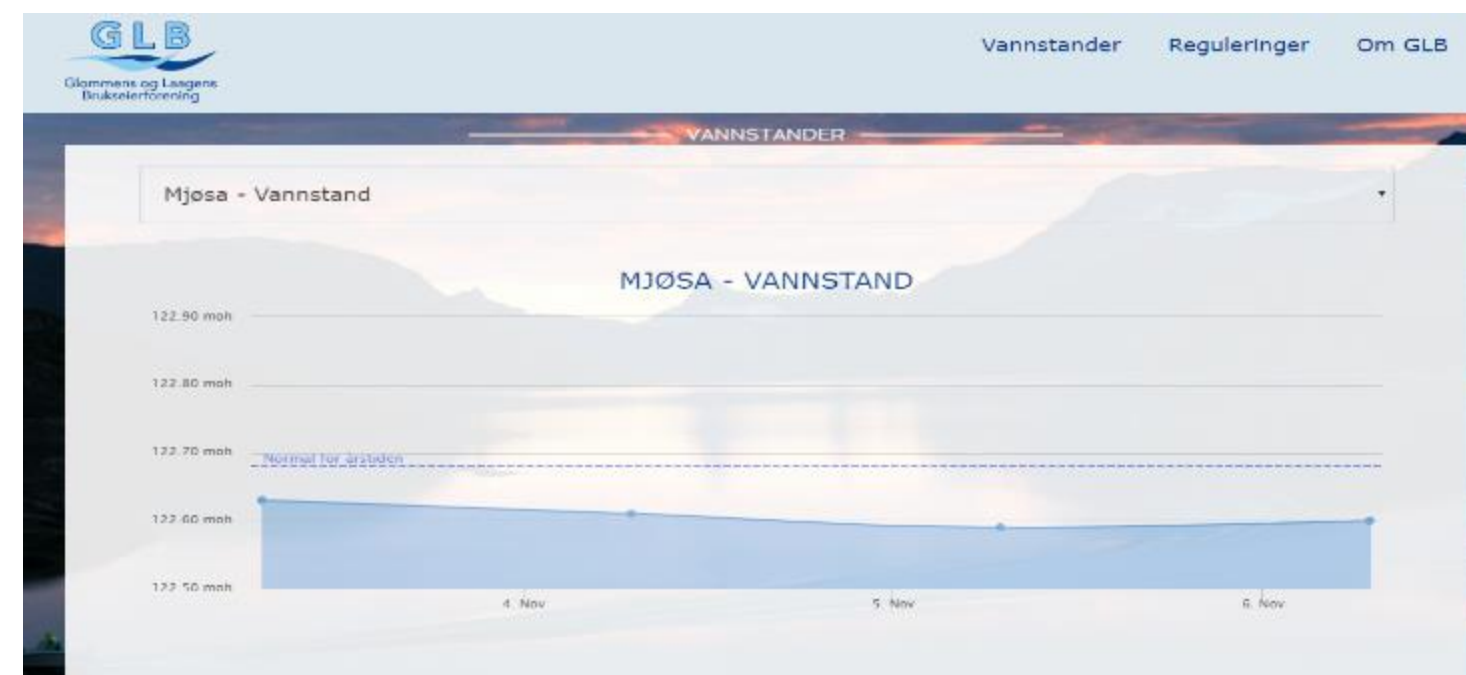 GLB
Glommens og Laagens
Brukseierforening
Vannstander Reguleringer Om GLB
VANNSTANDER
Mjøsa - Vannstand
MJØSA - VANNSTAND
122.90 moh
122.80 moh
122.70 moh
Normal for årstiden
122.60 moh
122.50 moh
4. Nov 5. Nov 6. Nov